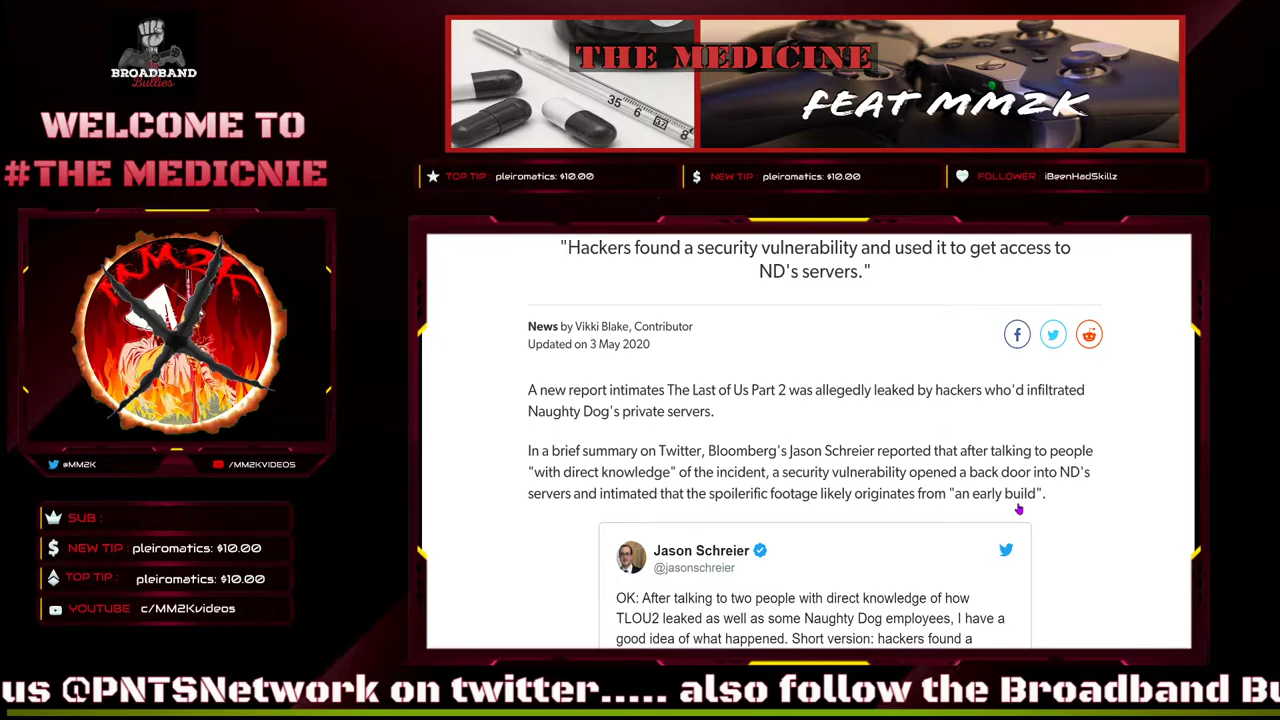 BROADBAND
Bullies
WELCOME TO
#THE MEDICNIE
THE MEDICINE
FEAT MM2K
35
6
37
8
TOP TIP : pleiromatics: $10.00
NEW TIP : pleiromatics: $10.00
FOLLOWER : iBeenHadSkillz
MM2K
@MM2K
/MM2KVIDEOS
SUB :
NEW TIP : pleiromatics: $10.00
TOP TIP : pleiromatics: $10.00
YOUTUBE c/MM2Kvideos
"Hackers found a security vulnerability and used it to get access to
ND's servers."
News by Vikki Blake, Contributor
Updated on 3 May 2020
A new report intimates The Last of Us Part 2 was allegedly leaked by hackers who'd infiltrated
Naughty Dog's private servers.
In a brief summary on Twitter, Bloomberg's Jason Schreier reported that after talking to people
"with direct knowledge" of the incident, a security vulnerability opened a back door into ND's
servers and intimated that the spoilerific footage likely originates from "an early build".
Jason Schreier
@jasonschreier
OK: After talking to two people with direct knowledge of how
TLOU2 leaked as well as some Naughty Dog employees, I have a
good idea of what happened. Short version: hackers found a
us @PNTSNetwork on twitter..... also follow the Broadband Bu